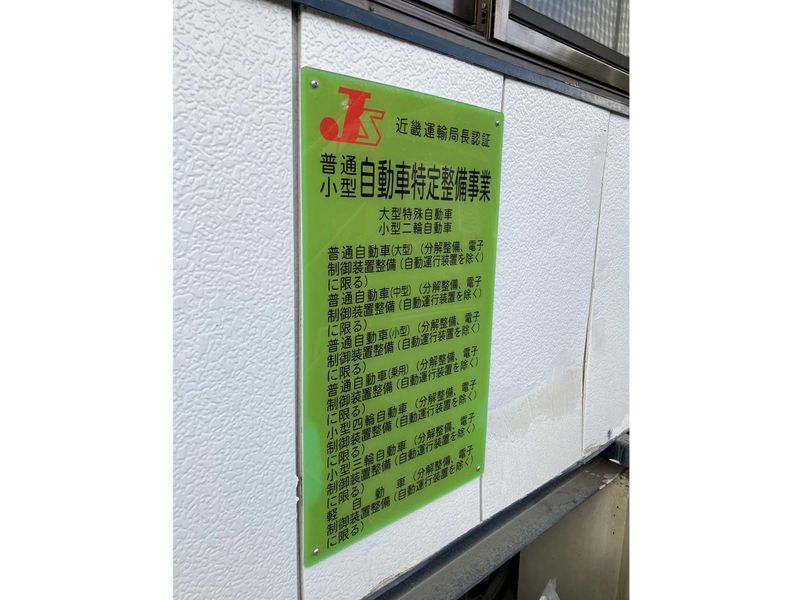 JS
近畿運輸局長認証
普通
小型
自動車特定整備事業
大型特殊自動車
小型二輪自動車
普通自動車(大型)(分解整備、電子
制御装置整備(自動運行装置を除く)
に限る)
普通自動車(中型)(分解整備、電子
制御装置整備(自動運行装置を除く)
に限る)
普通自動車(小型)(分解整備、電子
制御装置整備(自動運行装置を除く)
に限る)
普通自動車(乗用)(分解整備、電子
制御装置整備(自動運行装置を除く)
に限る)
小型四輪自動車(分解整備、電子
制御装置整備(自動運行装置を除く)
に限る)
小型三輪自動車(分解整備、電子
制御装置整備(自動運行装置を除く)
に限る)
軽自動車(分解整備、電子
制御装置整備(自動運行装置を除く)
に限る)